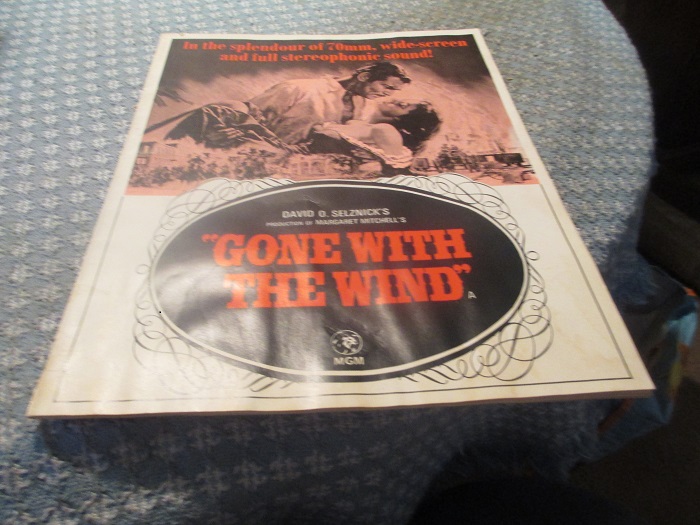 In the splendour of 70mm. wide-screen
and full stereophonic sound!
DAVID O. SELZNICK'S
PRODUCTION OF MARGARET MITCHELL'S
"GONE WITH
THE WIND"
A
MGM